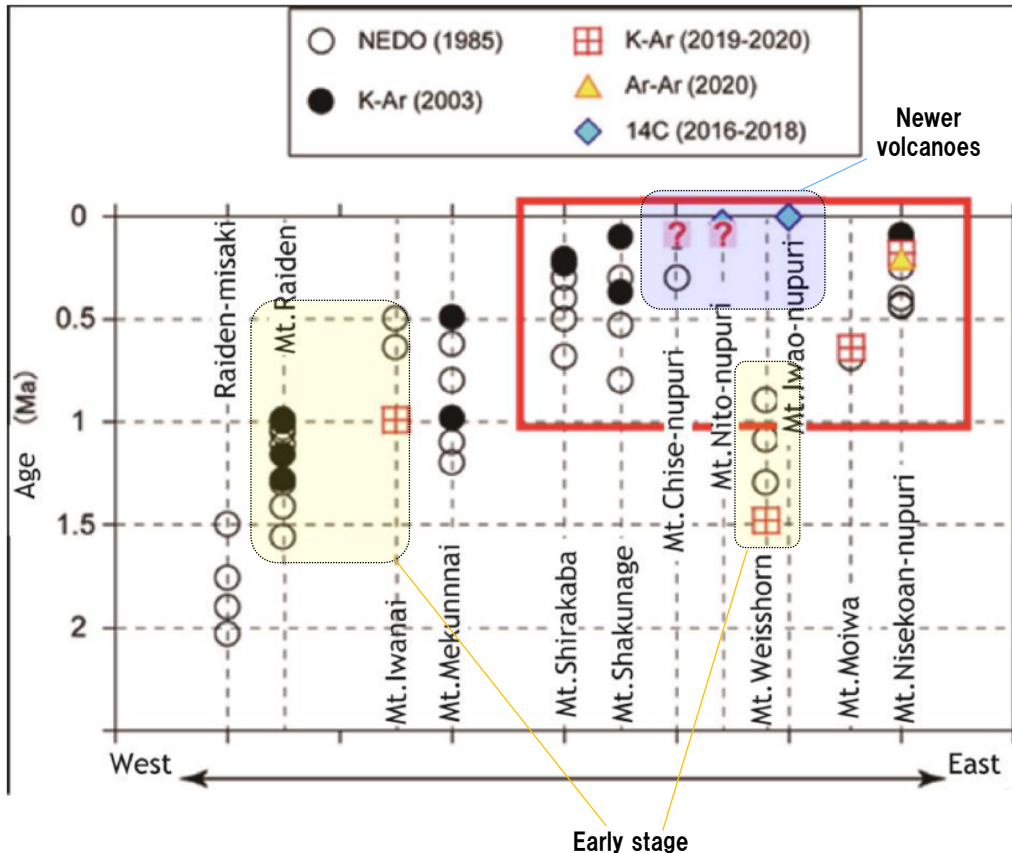 NEDO (1985)
K-Ar (2003)
K-Ar (2019-2020)
Ar-Ar (2020)
14C (2016-2018)
Newer
volcanoes
Age (Ma)
0
0.5
1
1.5
2
Raiden-misaki
Mt.Raiden
Mt.Iwanai
Mt.Mekunnnai
Mt.Shirakaba
Mt.Shakunage
?
Mt.Chise-nupuri
?
Mt.Nito-nupuri
Mt.Weisshorn
Mt.Iwao-nupuri
Mt.Moiwa
Mt.Nisekoan-nupuri
West
East
Early stage